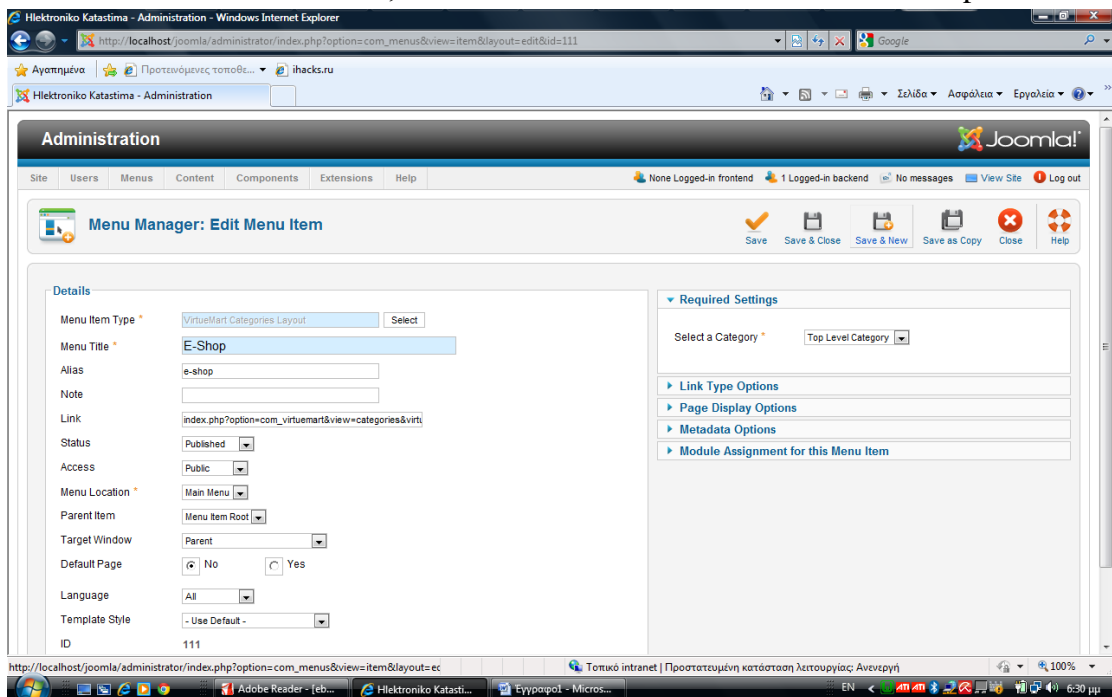 Hlektroniko Katastima - Administration - Windows Internet Explorer
http://localhost/joomla/administrator/index.php?option=com_menus&view=item&layout=edit&id=111
Google
Αγαπημένα Προτεινόμενες τοποθε... ihacks.ru
Hlektroniko Katastima - Administration
Σελίδα Ασφάλεια Εργαλεία
Administration
Joomla!
Site Users Menus Content Components Extensions Help
None Logged-in frontend 1 Logged-in backend No messages View Site Log out
Menu Manager: Edit Menu Item
Save Save & Close Save & New Save as Copy Close Help
Details
Menu Item Type * VirtueMart Categories Layout Select
Menu Title * E-Shop
Alias e-shop
Note
Link index.php?option=com_virtuemart&view=categories&virtu
Status Published
Access Public
Menu Location * Main Menu
Parent Item Menu Item Root
Target Window Parent
Default Page No Yes
Language All
Template Style - Use Default -
ID 111
Required Settings
Select a Category * Top Level Category
Link Type Options
Page Display Options
Metadata Options
Module Assignment for this Menu Item
http://localhost/joomla/administrator/index.php?option=com_menus&view=item&layout=ec
Τοπικό intranet | Προστατευμένη κατάσταση λειτουργίας: Ανενεργή
100%
Adobe Reader - [eb... Hlektroniko Katasti... Έγγραφο1 - Micros...
EN 6:30 μμ